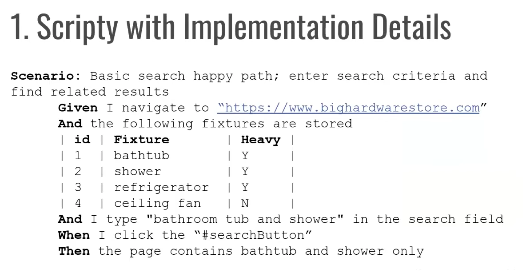 1. Scripty with Implementation Details
Scenario: Basic search happy path; enter search criteria and
find related results
Given I navigate to “https://www.bighardwarestore.com”
And the following fixtures are stored
| id | Fixture | Heavy |
| 1 | bathtub | Y |
| 2 | shower | Y |
| 3 | refrigerator | Y |
| 4 | ceiling fan | N |
And I type "bathroom tub and shower" in the search field
When I click the “#searchButton”
Then the page contains bathtub and shower only